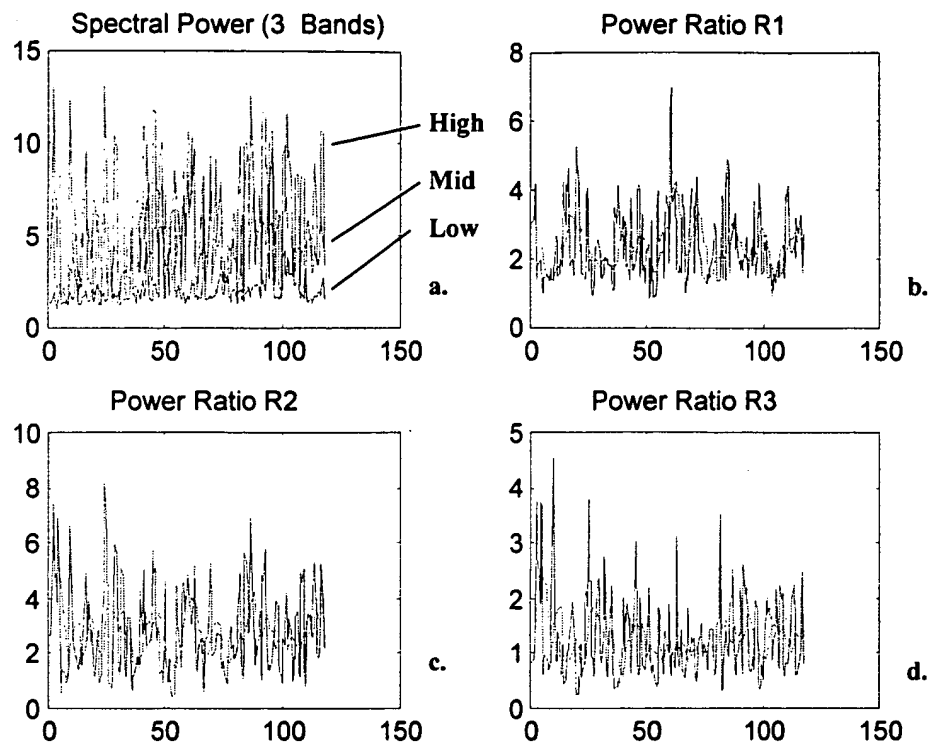 Spectral Power (3 Bands)
15
10
5
0
0 50 100 150
High
Mid
Low
a.
Power Ratio R1
8
6
4
2
0
0 50 100 150
b.
Power Ratio R2
10
8
6
4
2
0
0 50 100 150
c.
Power Ratio R3
5
4
3
2
1
0
0 50 100 150
d.